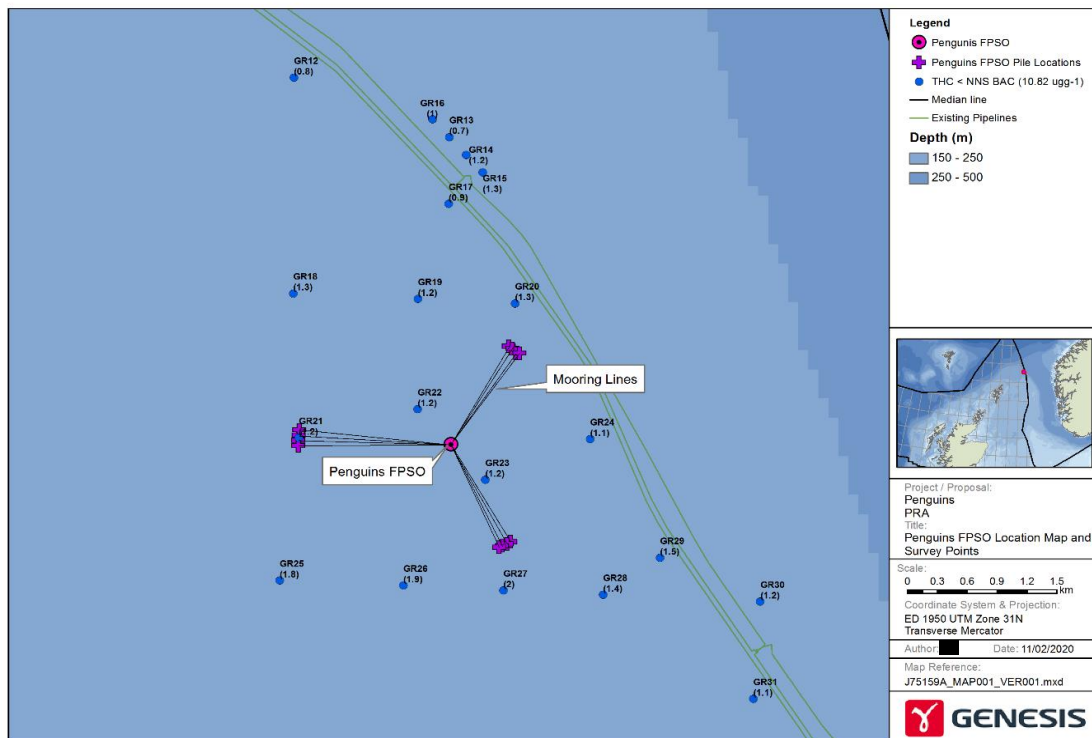 GR12
(0.8)
GR16
(1)
GR13
(0.7)
GR14
(1.2)
GR15
(1.3)
GR17
(0.9)
GR18
(1.3)
GR19
(1.2)
GR20
(1.3)
Mooring Lines
GR22
(1.2)
GR21
(1.2)
GR24
(1.1)
Penguins FPSO
GR23
(1.2)
GR29
(1.5)
GR25
(1.8)
GR26
(1.9)
GR27
(2)
GR28
(1.4)
GR30
(1.2)
GR31
(1.1)
Legend
Pengunis FPSO
Penguins FPSO Pile Locations
THC < NNS BAC (10.82 ugg-1)
Median line
Existing Pipelines
Depth (m)
150 - 250
250 - 500
Project / Proposal:
Penguins
PRA
Title:
Penguins FPSO Location Map and
Survey Points
Scale:
0 0.3 0.6 0.9 1.2 1.5
km
Coordinate System & Projection:
ED 1950 UTM Zone 31N
Transverse Mercator
Author: Date: 11/02/2020
Map Reference:
J75159A_MAP001_VER001.mxd
GENESIS